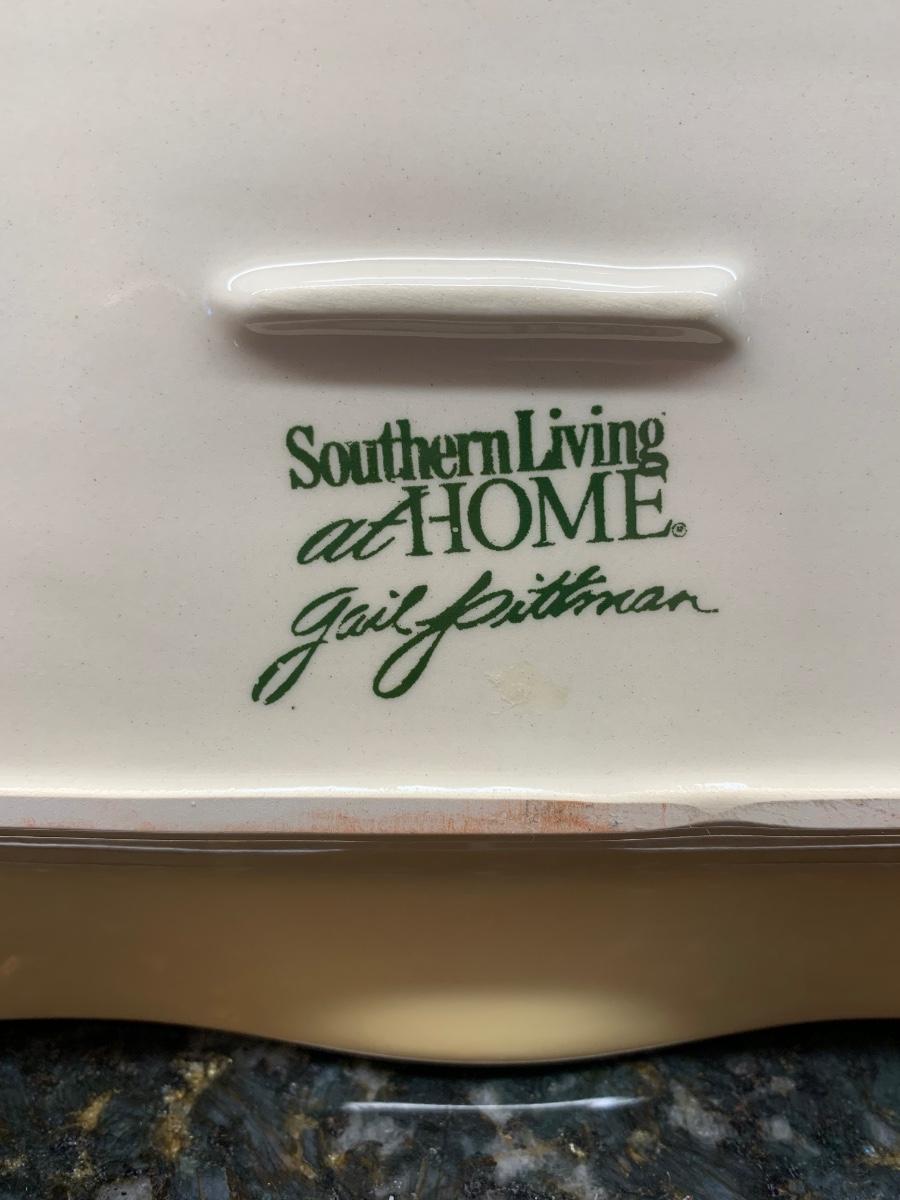 Southern Living
at HOME®
Gail Pittman